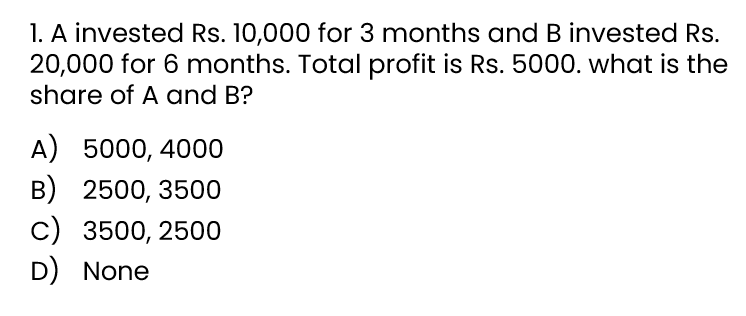 1. A invested Rs. 10,000 for 3 months and B invested Rs.
20,000 for 6 months. Total profit is Rs. 5000. what is the
share of A and B?
A) 5000, 4000
B) 2500, 3500
C) 3500, 2500
D) None